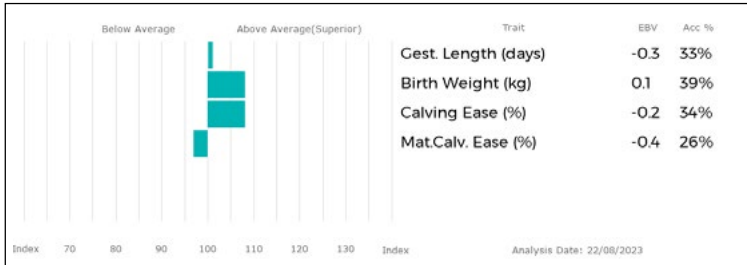 Below Average Above Average(Superior) Trait EBV Acc %
Gest. Length (days) -0.3 33%
Birth Weight (kg) 0.1 39%
Calving Ease (%) -0.2 34%
Mat.Calv. Ease (%) -0.4 26%
Index 70 80 90 100 110 120 130 Index Analysis Date: 22/08/2023